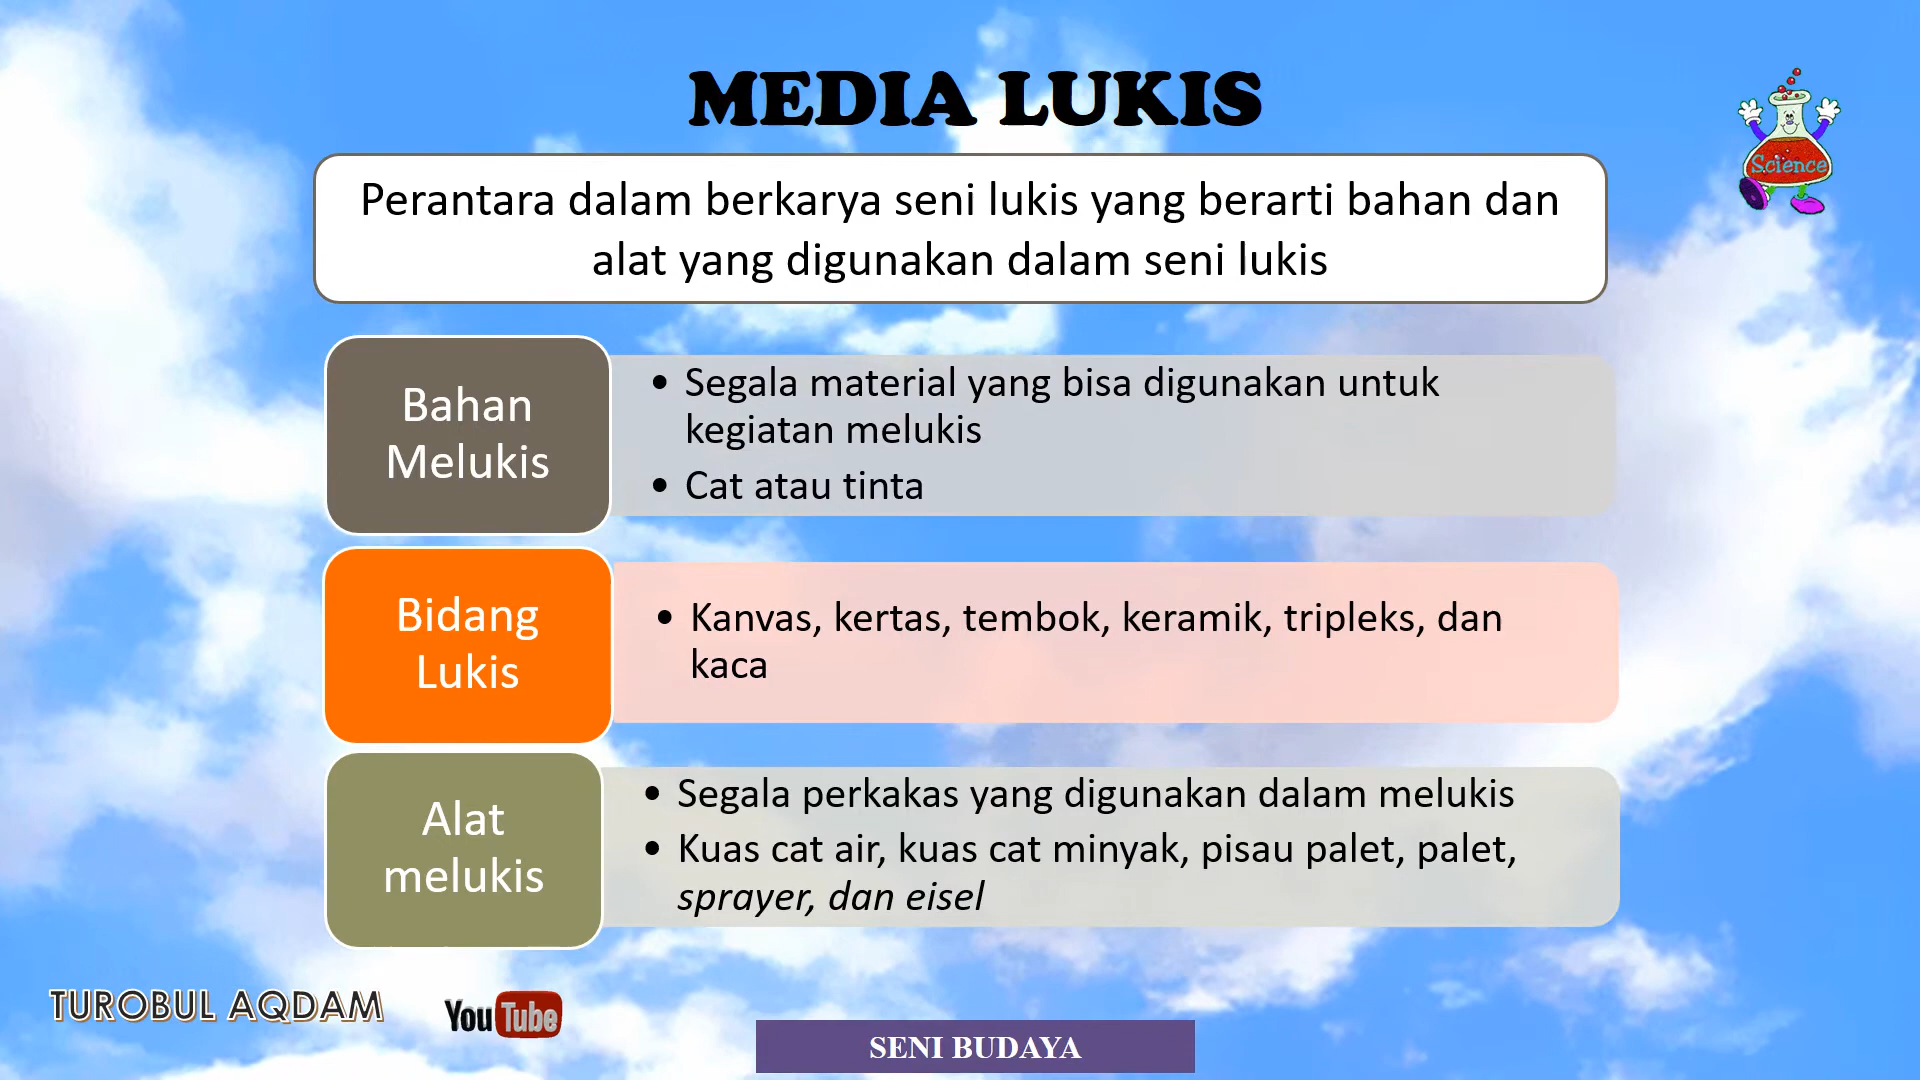 MEDIA LUKIS
Science
Perantara dalam berkarya seni lukis yang berarti bahan dan
alat yang digunakan dalam seni lukis
Bahan
Melukis
• Segala material yang bisa digunakan untuk
kegiatan melukis
• Cat atau tinta
Bidang
Lukis
• Kanvas, kertas, tembok, keramik, tripleks, dan
kaca
Alat
melukis
• Segala perkakas yang digunakan dalam melukis
• Kuas cat air, kuas cat minyak, pisau palet, palet,
sprayer, dan eisel
TUROBUL AQDAM
YouTube
SENI BUDAYA